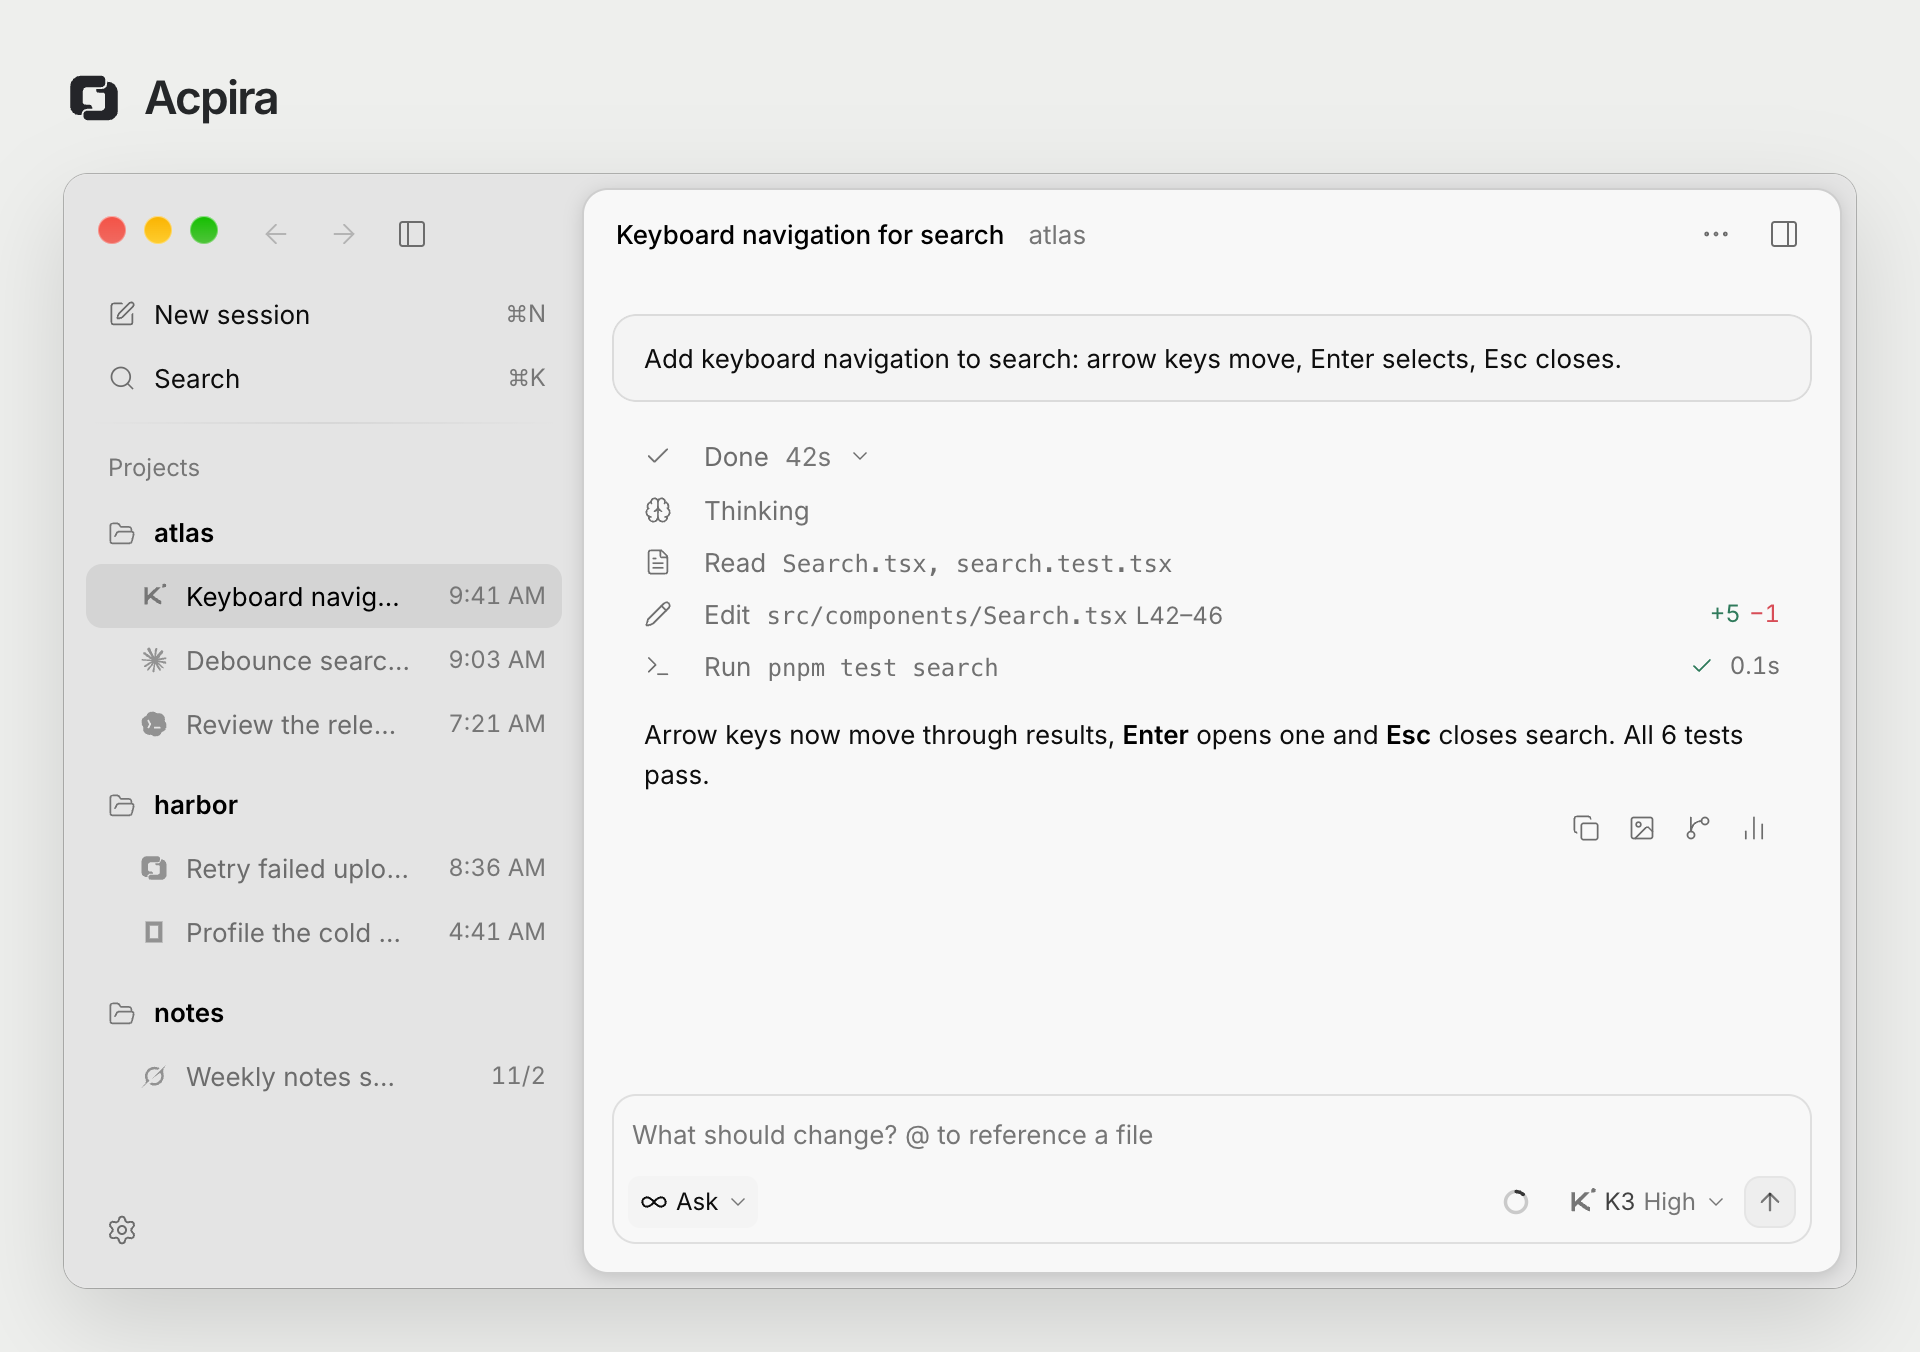 Acpira
New session ⌘N
Search ⌘K
Projects
atlas
Keyboard navig... 9:41 AM
Debounce searc... 9:03 AM
Review the rele... 7:21 AM
harbor
Retry failed uplo... 8:36 AM
Profile the cold ... 4:41 AM
notes
Weekly notes s... 11/2
Keyboard navigation for search atlas
Add keyboard navigation to search: arrow keys move, Enter selects, Esc closes.
Done 42s
Thinking
Read Search.tsx, search.test.tsx
Edit src/components/Search.tsx L42–46 +5 −1
Run pnpm test search 0.1s
Arrow keys now move through results, Enter opens one and Esc closes search. All 6 tests
pass.
What should change? @ to reference a file
Ask K3 High